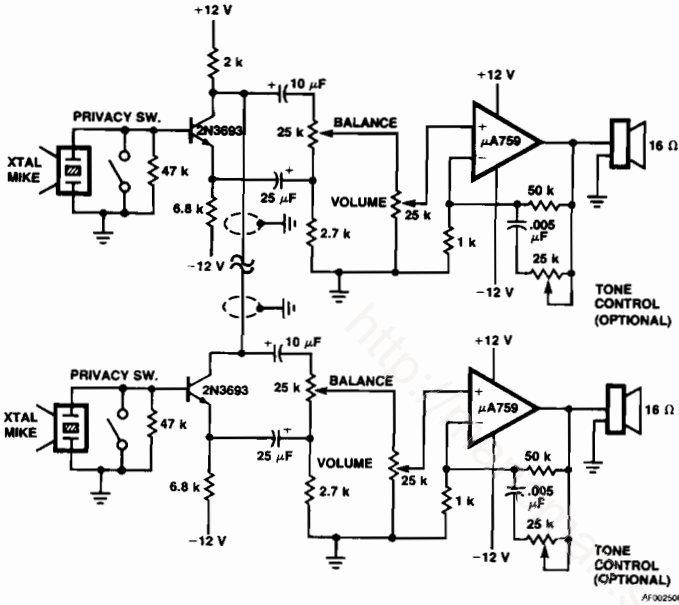 +12 V
2 k
10 μF
+
+12 V
PRIVACY SW.
2N3693
25 k
BALANCE
+
μA759
−
16 Ω
XTAL
MIKE
47 k
25 μF
+
VOLUME
25 k
50 k
6.8 k
2.7 k
1 k
.005
μF
25 k
−12 V
−12 V
TONE
CONTROL
(OPTIONAL)
10 μF
+
+12 V
PRIVACY SW.
2N3693
25 k
BALANCE
+
μA759
−
16 Ω
XTAL
MIKE
47 k
25 μF
+
VOLUME
25 k
50 k
6.8 k
2.7 k
1 k
.005
μF
25 k
−12 V
−12 V
TONE
CONTROL
(OPTIONAL)